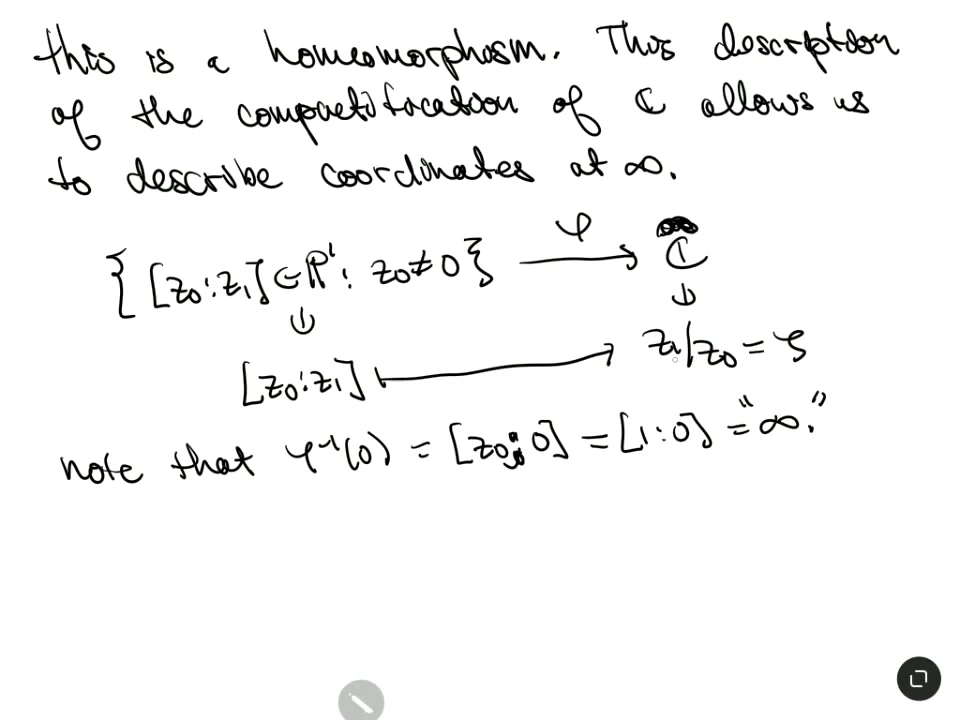 this is a homeomorphism. This description
of the compactification of ℂ allows us
to describe coordinates at ∞.
{ [z₀:z₁] ∈ ℙ¹ : z₀ ≠ 0 } —φ→ ℂ
[z₀:z₁] ↦ z₁/z₀ = ζ
note that φ⁻¹(0) = [z₀:0] = [1:0] = "∞."